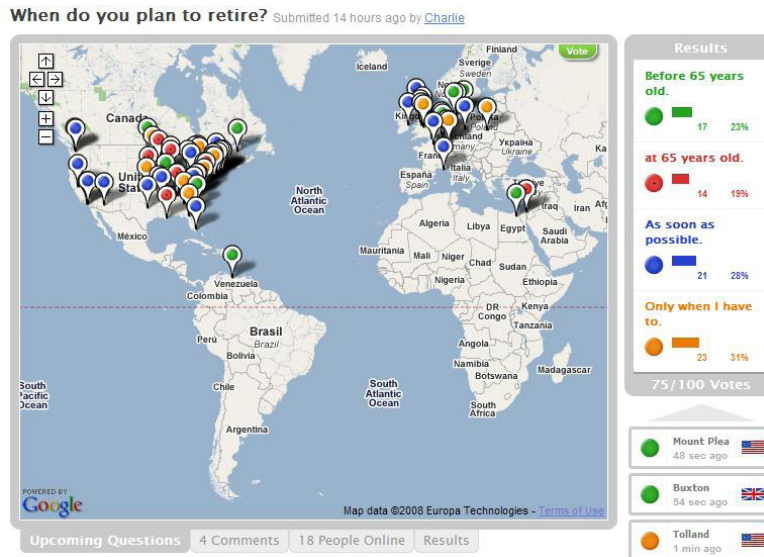 When do you plan to retire? Submitted 14 hours ago by Charlie
Vote
Iceland
Finland
Sverige
Sweden
Canada
United
States
México
North
Atlantic
Ocean
Україна
Ukraine
Italia
Italy
España
Spain
Iraq
Iran
Algeria
Libya
Egypt
Saudi
Arabia
Mauritania
Mali
Niger
Chad
Sudan
Nigeria
Ethiopia
Venezuela
Colombia
DR
Congo
Kenya
Tanzania
Perú
Brasil
Brazil
Bolivia
Angola
Namibia
Botswana
Madagascar
South
Africa
Chile
Argentina
South
Pacific
Ocean
South
Atlantic
Ocean
POWERED BY
Google
Map data ©2008 Europa Technologies - Terms of Use
Results
Before 65 years
old.
17 23%
at 65 years old.
14 19%
As soon as
possible.
21 28%
Only when I have
to.
23 31%
75/100 Votes
Mount Plea
48 sec ago
Buxton
54 sec ago
Tolland
1 min ago
Upcoming Questions 4 Comments 18 People Online Results